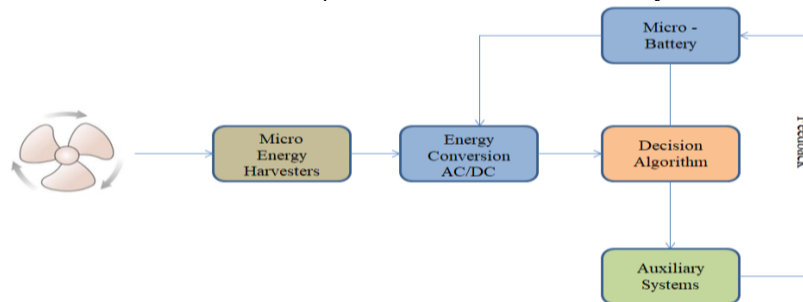 Micro -
Battery
Micro
Energy
Harvesters
Energy
Conversion
AC/DC
Decision
Algorithm
Auxiliary
Systems